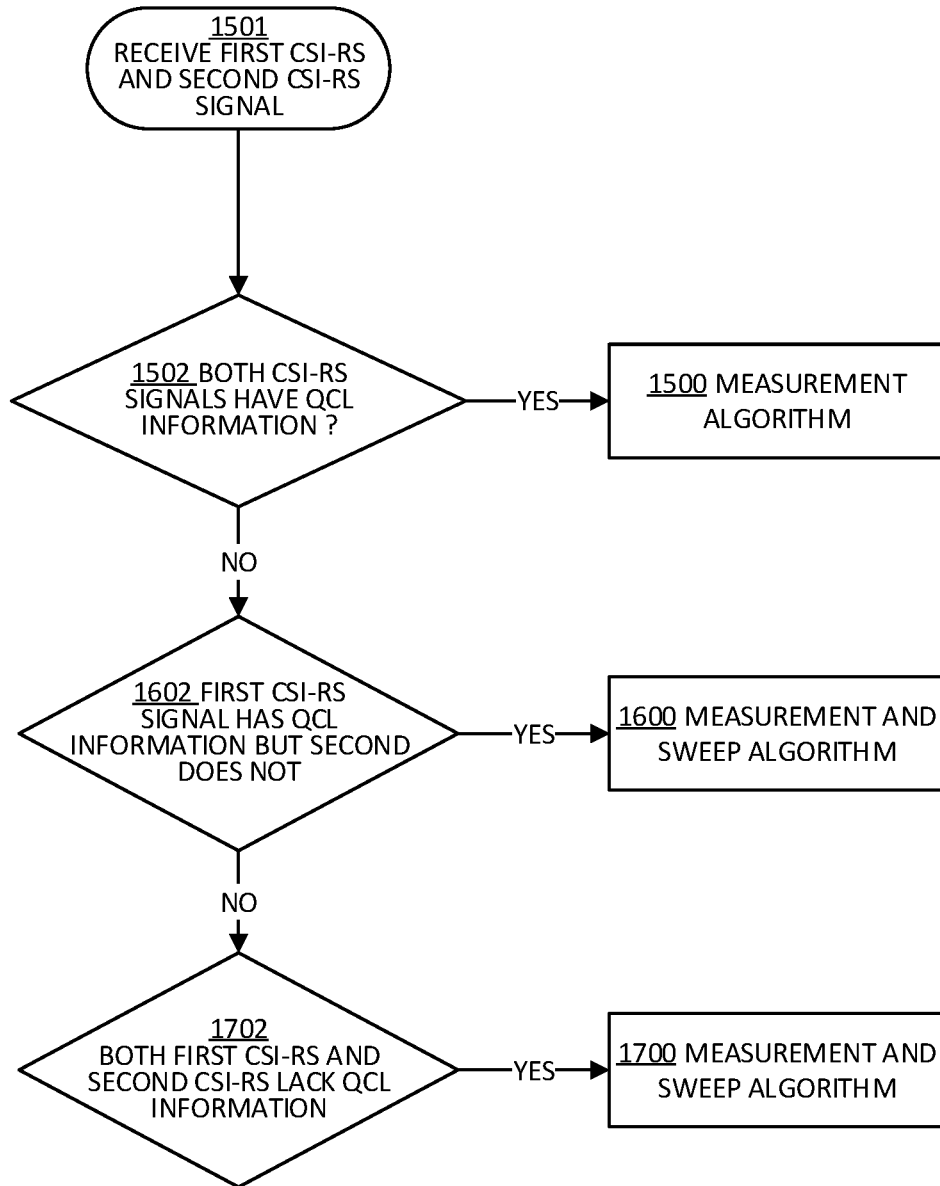 1501
RECEIVE FIRST CSI-RS
AND SECOND CSI-RS
SIGNAL
1502 BOTH CSI-RS
SIGNALS HAVE QCL
INFORMATION ?
YES
1500 MEASUREMENT
ALGORITHM
NO
1602 FIRST CSI-RS
SIGNAL HAS QCL
INFORMATION BUT SECOND
DOES NOT
YES
1600 MEASUREMENT AND
SWEEP ALGORITHM
NO
1702
BOTH FIRST CSI-RS AND
SECOND CSI-RS LACK QCL
INFORMATION
YES
1700 MEASUREMENT AND
SWEEP ALGORITHM